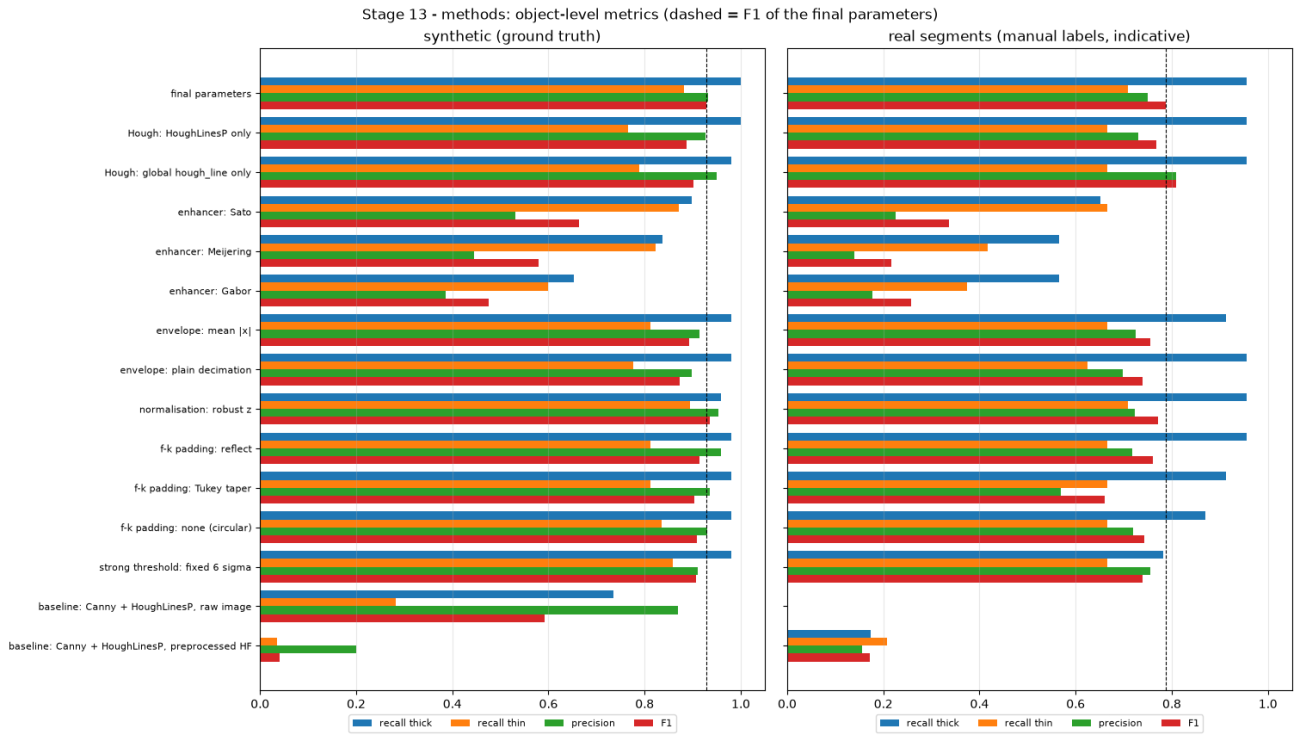 Stage 13 - methods: object-level metrics (dashed = F1 of the final parameters)
synthetic (ground truth)
real segments (manual labels, indicative)
final parameters
Hough: HoughLinesP only
Hough: global hough_line only
enhancer: Sato
enhancer: Meijering
enhancer: Gabor
envelope: mean |x|
envelope: plain decimation
normalisation: robust z
f-k padding: reflect
f-k padding: Tukey taper
f-k padding: none (circular)
strong threshold: fixed 6 sigma
baseline: Canny + HoughLinesP, raw image
baseline: Canny + HoughLinesP, preprocessed HF
0.0 0.2 0.4 0.6 0.8 1.0
0.0 0.2 0.4 0.6 0.8 1.0
recall thick recall thin precision F1
recall thick recall thin precision F1